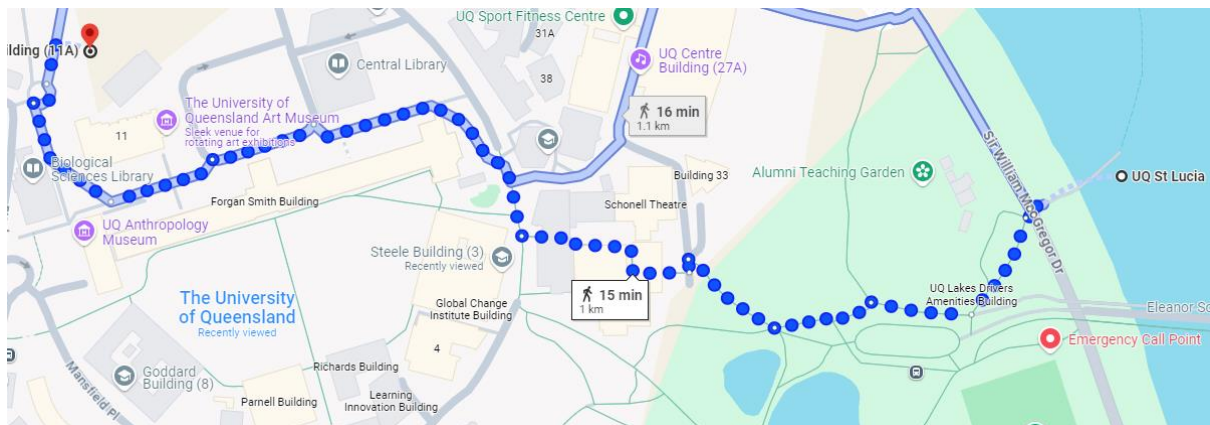 UQ Sport Fitness Centre
31A
ilding (11A)
UQ Centre
Building (27A)
Central Library
38
The University of
Queensland Art Museum
Sleek venue for
rotating art exhibitions
16 min
1.1 km
11
Sir William McGregor Dr
Biological
Sciences Library
Alumni Teaching Garden
Building 33
UQ St Lucia
Forgan Smith Building
Schonell Theatre
UQ Anthropology
Museum
Steele Building (3)
Recently viewed
15 min
1 km
UQ Lakes Drivers
Amenities Building
The University
of Queensland
Recently viewed
Global Change
Institute Building
Eleanor Sc
Emergency Call Point
4
Goddard
Building (8)
Richards Building
Mansfield Pl
Parnell Building
Learning
Innovation Building